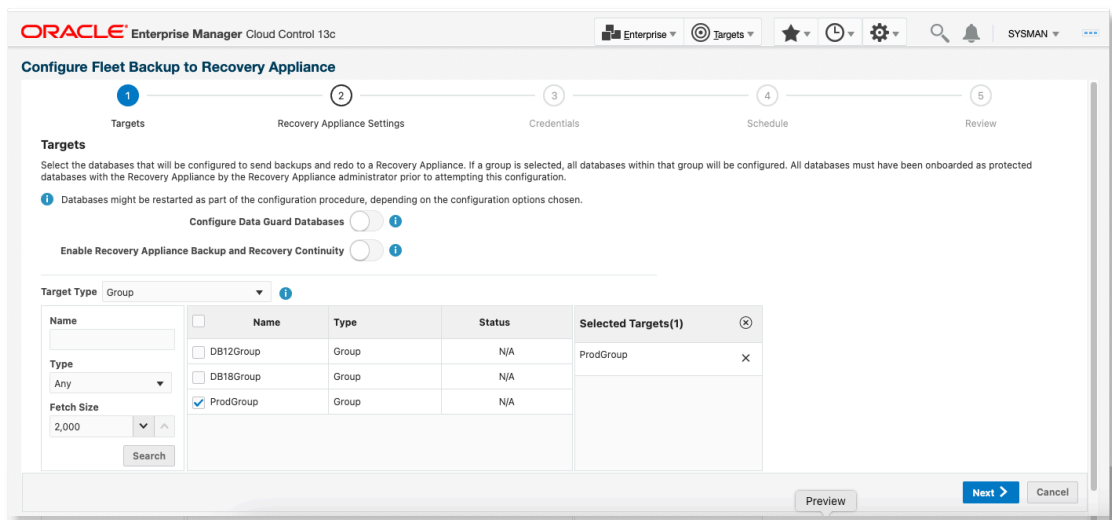 ORACLE Enterprise Manager Cloud Control 13c
Enterprise
Targets
SYSMAN
Configure Fleet Backup to Recovery Appliance
1
2
3
4
5
Targets
Recovery Appliance Settings
Credentials
Schedule
Review
Targets
Select the databases that will be configured to send backups and redo to a Recovery Appliance. If a group is selected, all databases within that group will be configured. All databases must have been onboarded as protected
databases with the Recovery Appliance by the Recovery Appliance administrator prior to attempting this configuration.
Databases might be restarted as part of the configuration procedure, depending on the configuration options chosen.
Configure Data Guard Databases
Enable Recovery Appliance Backup and Recovery Continuity
Target Type Group
Name
Type
Any
Fetch Size
2,000
Search
Name Type Status
DB12Group Group N/A
DB18Group Group N/A
ProdGroup Group N/A
Selected Targets(1)
ProdGroup
Next
Cancel
Preview